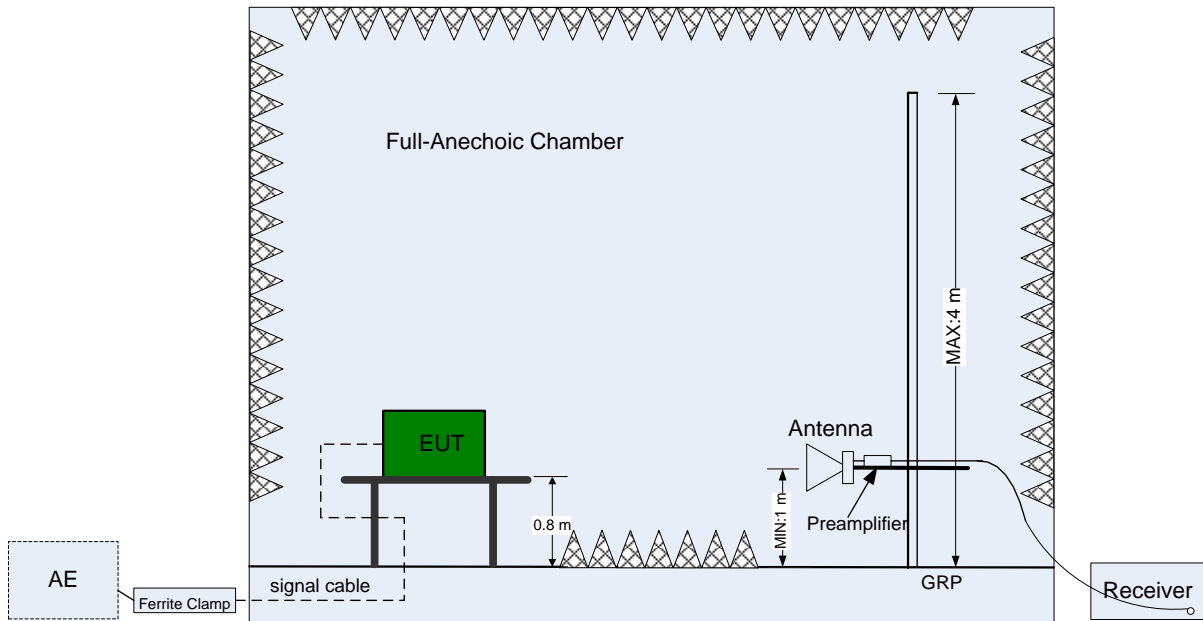 Full-Anechoic Chamber
MAX:4 m
EUT
Antenna
Preamplifier
MIN:1 m
0.8 m
AE
Ferrite Clamp
signal cable
GRP
Receiver